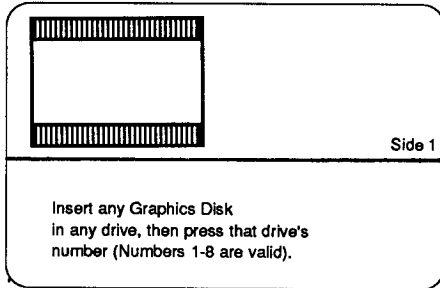 Side 1
Insert any Graphics Disk
in any drive, then press that drive's
number (Numbers 1-8 are valid).